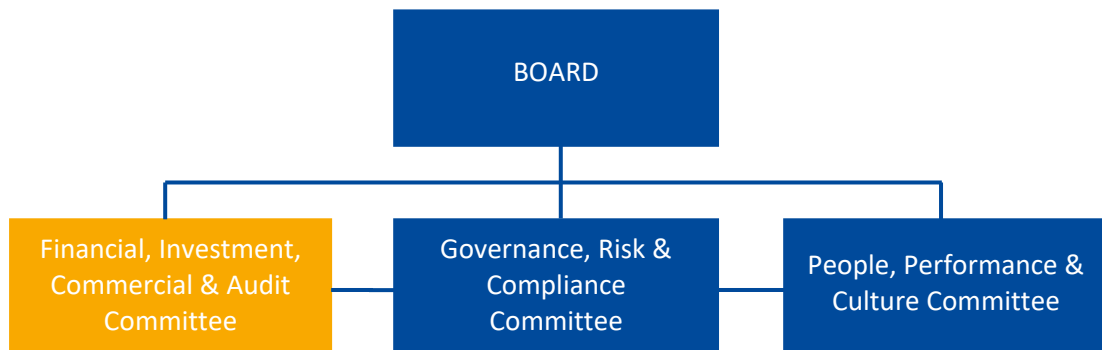 BOARD
Financial, Investment,
Commercial & Audit
Committee
Governance, Risk &
Compliance
Committee
People, Performance &
Culture Committee